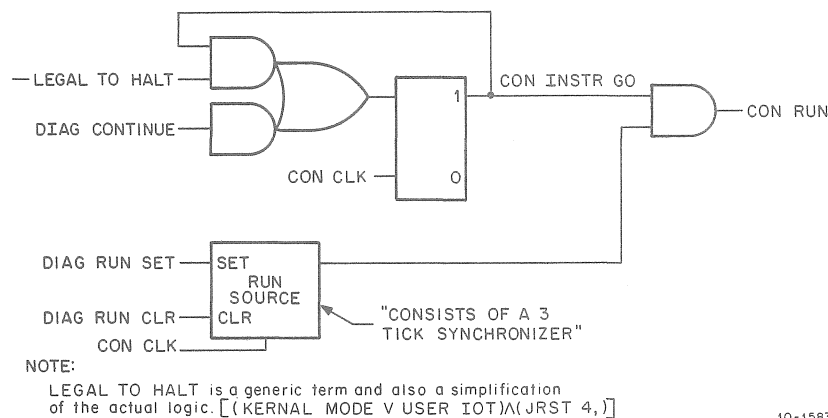 —LEGAL TO HALT
DIAG CONTINUE
CON CLK
1
0
CON INSTR GO
CON RUN
DIAG RUN SET
SET
RUN
SOURCE
DIAG RUN CLR
CLR
CON CLK
"CONSISTS OF A 3
TICK SYNCHRONIZER"
NOTE:
LEGAL TO HALT is a generic term and also a simplification
of the actual logic. [(KERNAL MODE V USER IOT)Λ(JRST 4,)]
10-1587